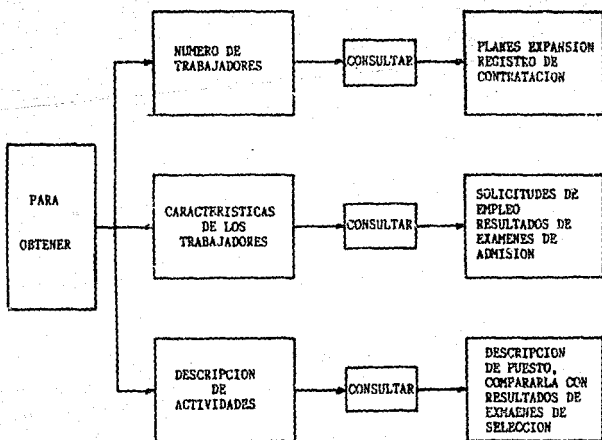 PARA
OBTENER
NUMERO DE
TRABAJADORES
CONSULTAR
PLANES EXPANSION
REGISTRO DE
CONTRATACION
CARACTERISTICAS
DE LOS
TRABAJADORES
CONSULTAR
SOLICITUDES DE
EMPLEO
RESULTADOS DE
EXAMENES DE
ADMISION
DESCRIPCION
DE
ACTIVIDADES
CONSULTAR
DESCRIPCION
DE PUESTO,
COMPARARLA CON
RESULTADOS DE
EXMAENES DE
SELECCION